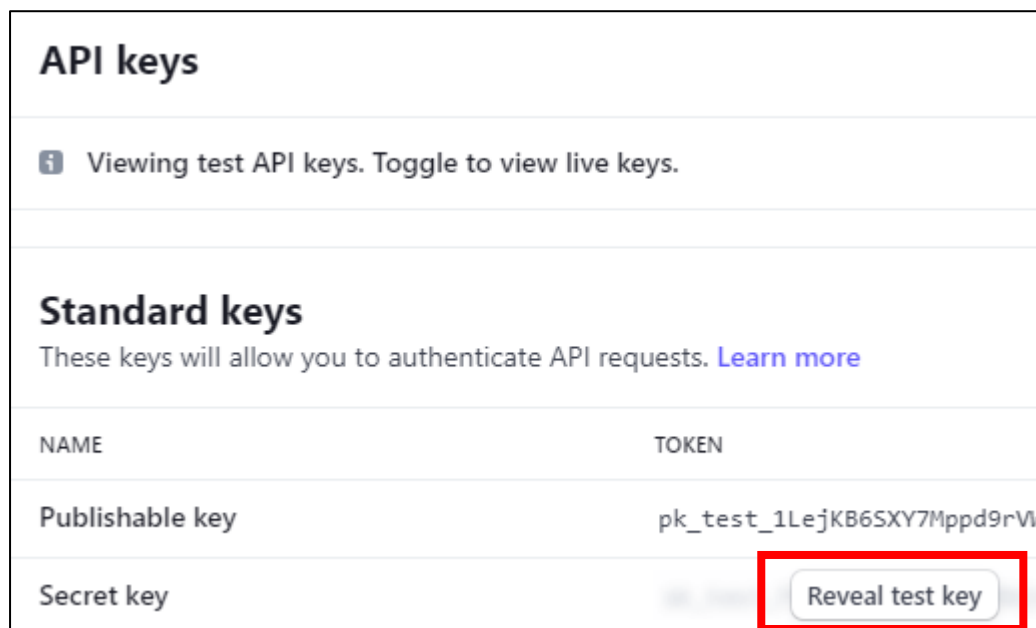 API keys
Viewing test API keys. Toggle to view live keys.
Standard keys
These keys will allow you to authenticate API requests. Learn more
NAME TOKEN
Publishable key pk_test_1LejKB6SXY7Mppd9rV
Secret key Reveal test key